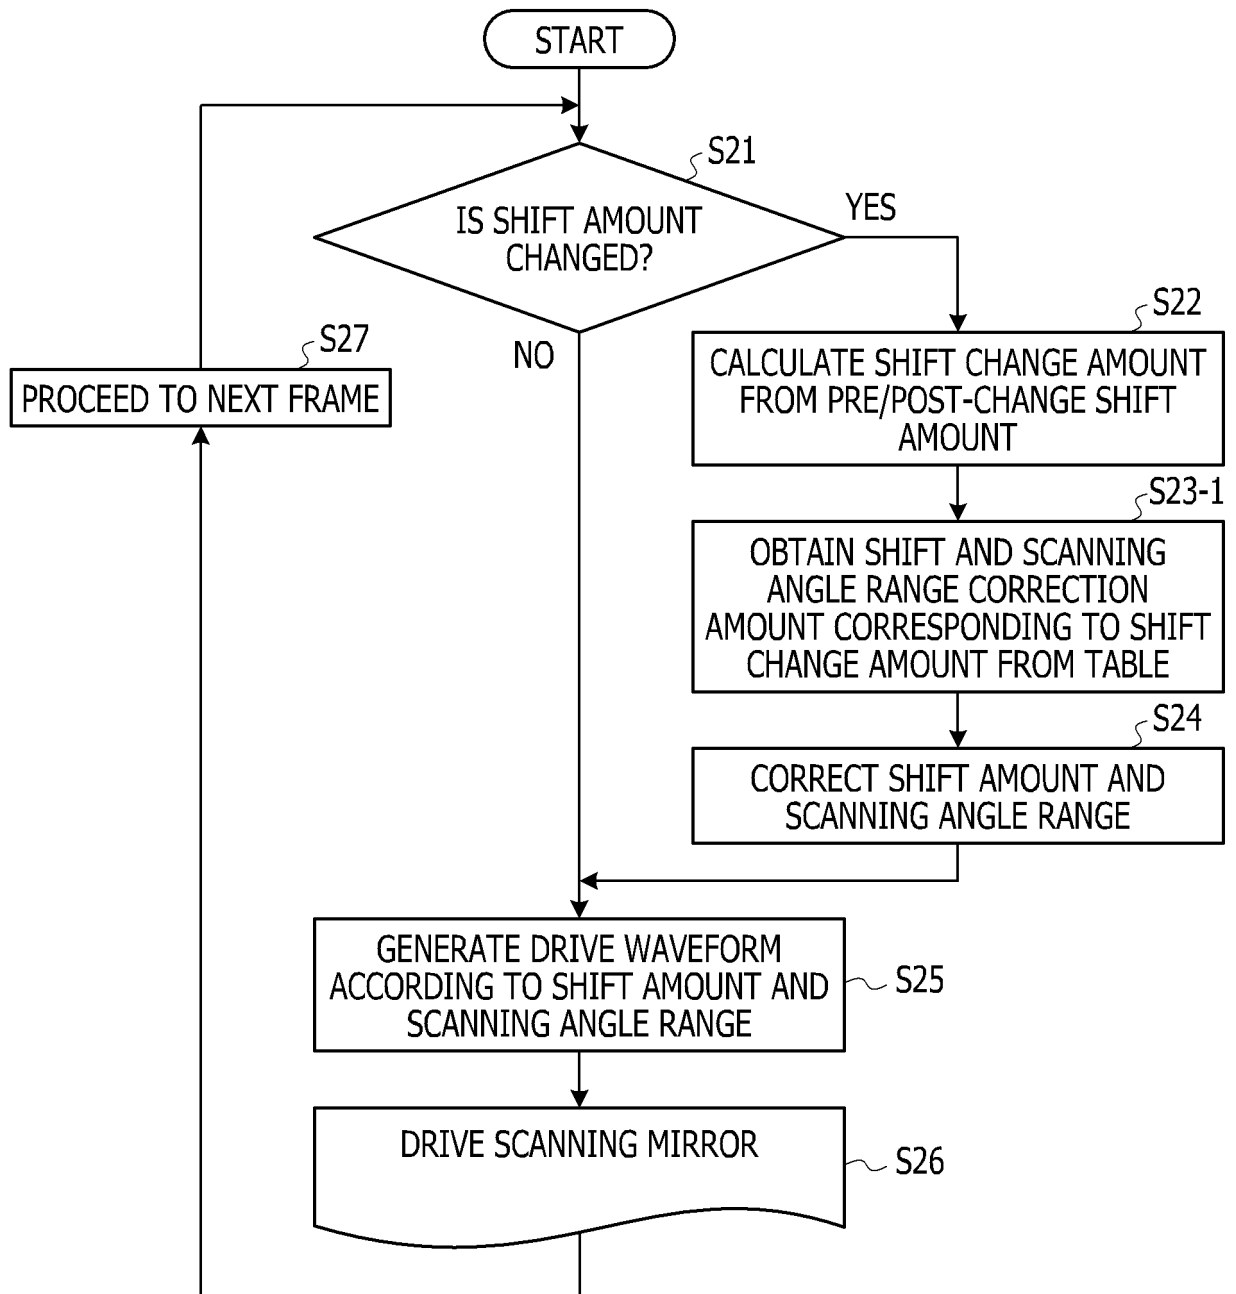 START
S21
IS SHIFT AMOUNT
CHANGED?
YES
NO
S22
CALCULATE SHIFT CHANGE AMOUNT
FROM PRE/POST-CHANGE SHIFT
AMOUNT
S27
PROCEED TO NEXT FRAME
S23-1
OBTAIN SHIFT AND SCANNING
ANGLE RANGE CORRECTION
AMOUNT CORRESPONDING TO SHIFT
CHANGE AMOUNT FROM TABLE
S24
CORRECT SHIFT AMOUNT AND
SCANNING ANGLE RANGE
GENERATE DRIVE WAVEFORM
ACCORDING TO SHIFT AMOUNT AND
SCANNING ANGLE RANGE
S25
DRIVE SCANNING MIRROR
S26